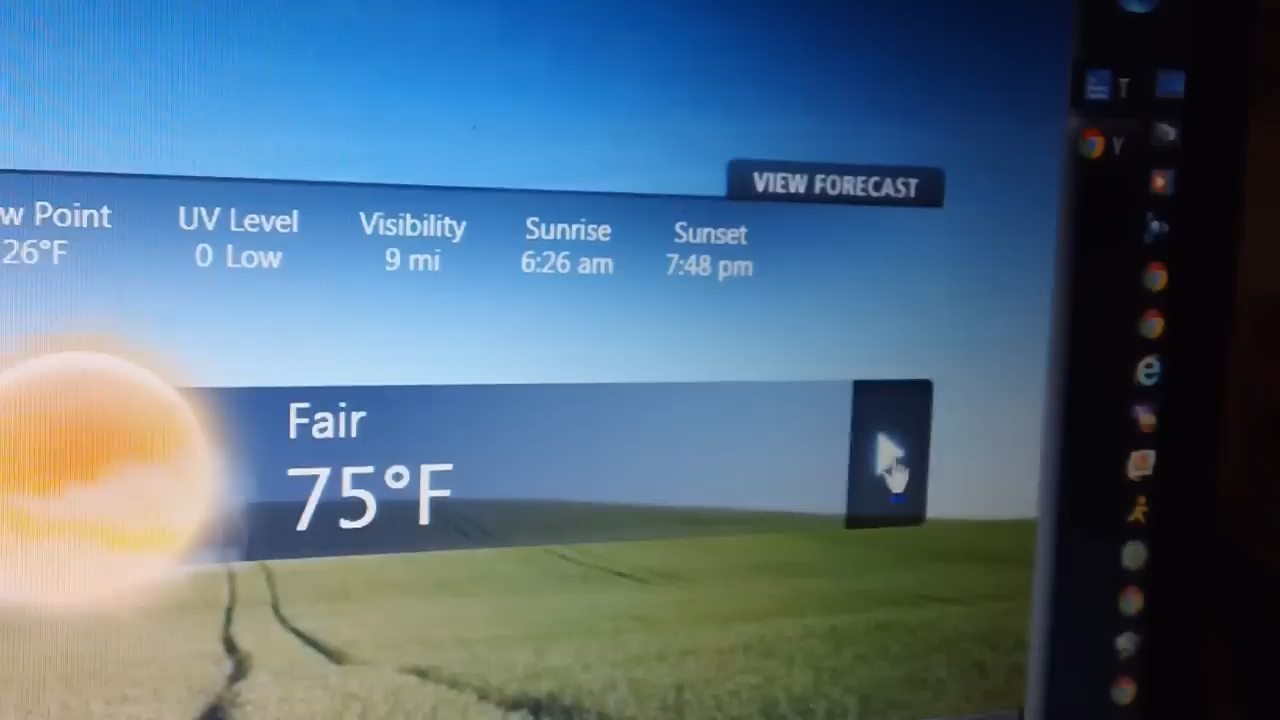 VIEW FORECAST
w Point UV Level Visibility Sunrise Sunset
26°F 0 Low 9 mi 6:26 am 7:48 pm
Fair
75°F
T
Y